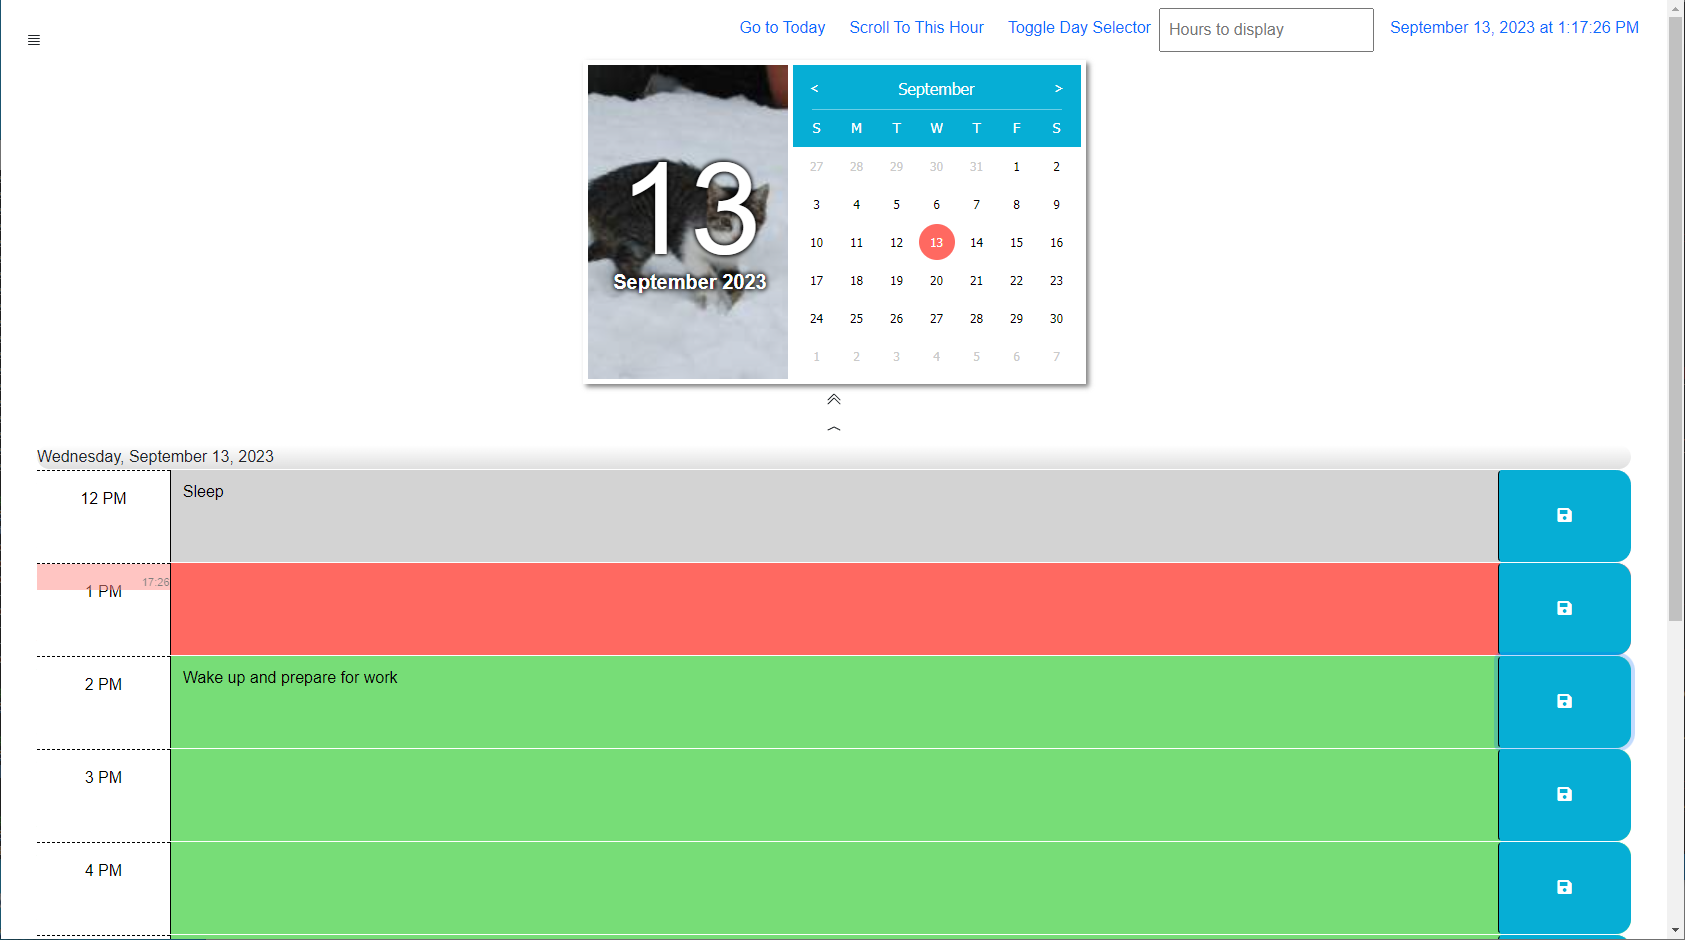 Go to Today Scroll To This Hour Toggle Day Selector Hours to display September 13, 2023 at 1:17:26 PM
13
September 2023
< September >
S M T W T F S
27 28 29 30 31 1 2
3 4 5 6 7 8 9
10 11 12 13 14 15 16
17 18 19 20 21 22 23
24 25 26 27 28 29 30
1 2 3 4 5 6 7
Wednesday, September 13, 2023
12 PM Sleep
17:26
1 PM
2 PM Wake up and prepare for work
3 PM
4 PM